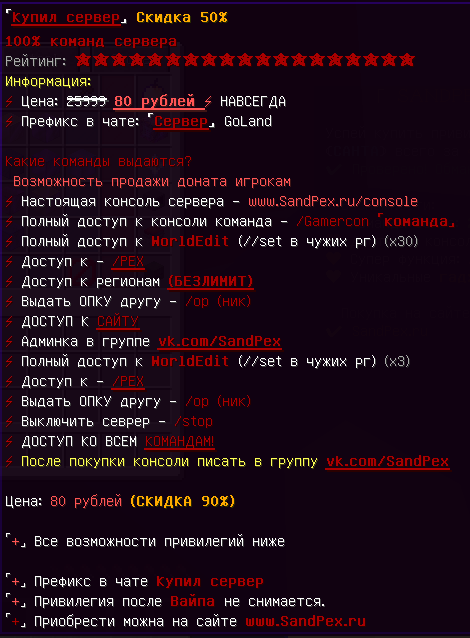 「Купил сервер」 Скидка 50%
100% команд сервера
Рейтинг: ★★★★★★★★★★★★★★★★★★★★★
Информация:
⚡ Цена: 25999 80 рублей ⚡ НАВСЕГДА
⚡ Префикс в чате: 「Сервер」 GoLand
Какие команды выдаются?
Возможность продажи доната игрокам
⚡ Настоящая консоль сервера - www.SandPex.ru/console
⚡ Полный доступ к консоли команда - /Gamercon 「команда」
⚡ Полный доступ к WorldEdit (//set в чужих рг) (x30)
⚡ Доступ к - /PEX
⚡ Доступ к регионам (БЕЗЛИМИТ)
⚡ Выдать ОПКУ другу - /op (ник)
⚡ ДОСТУП К САЙТУ
⚡ Админка в группе vk.com/SandPex
⚡ Полный доступ к WorldEdit (//set в чужих рг) (x3)
⚡ Доступ к - /PEX
⚡ Выдать ОПКУ другу - /op (ник)
⚡ Выключить севрер - /stop
⚡ ДОСТУП КО ВСЕМ КОМАНДАМ!
⚡ После покупки консоли писать в группу vk.com/SandPex
Цена: 80 рублей (СКИДКА 90%)
「+」 Все возможности привилегий ниже
「+」 Префикс в чате Купил сервер
「+」 Привилегия после Вайпа не снимается.
「+」 Приобрести можна на сайте www.SandPex.ru